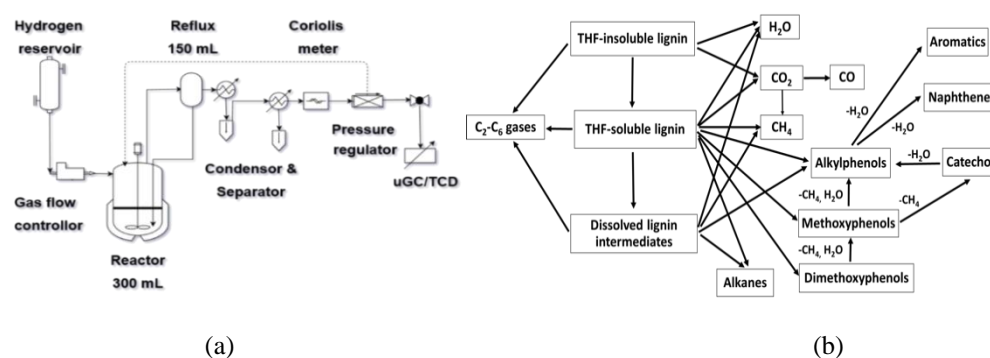 Hydrogen
reservoir
Reflux
150 mL
Coriolis
meter
Gas flow
controllor
Condensor &
Separator
Pressure
regulator
uGC/TCD
Reactor
300 mL
(a)
THF-insoluble lignin
H₂O
Aromatics
CO₂
CO
-H₂O
Naphthene
C₂-C₆ gases
THF-soluble lignin
CH₄
-H₂O
Alkylphenols
-H₂O
Catecho
-CH₄, H₂O
-CH₄
Dissolved lignin
intermediates
Methoxyphenols
-CH₄, H₂O
Alkanes
Dimethoxyphenols
(b)